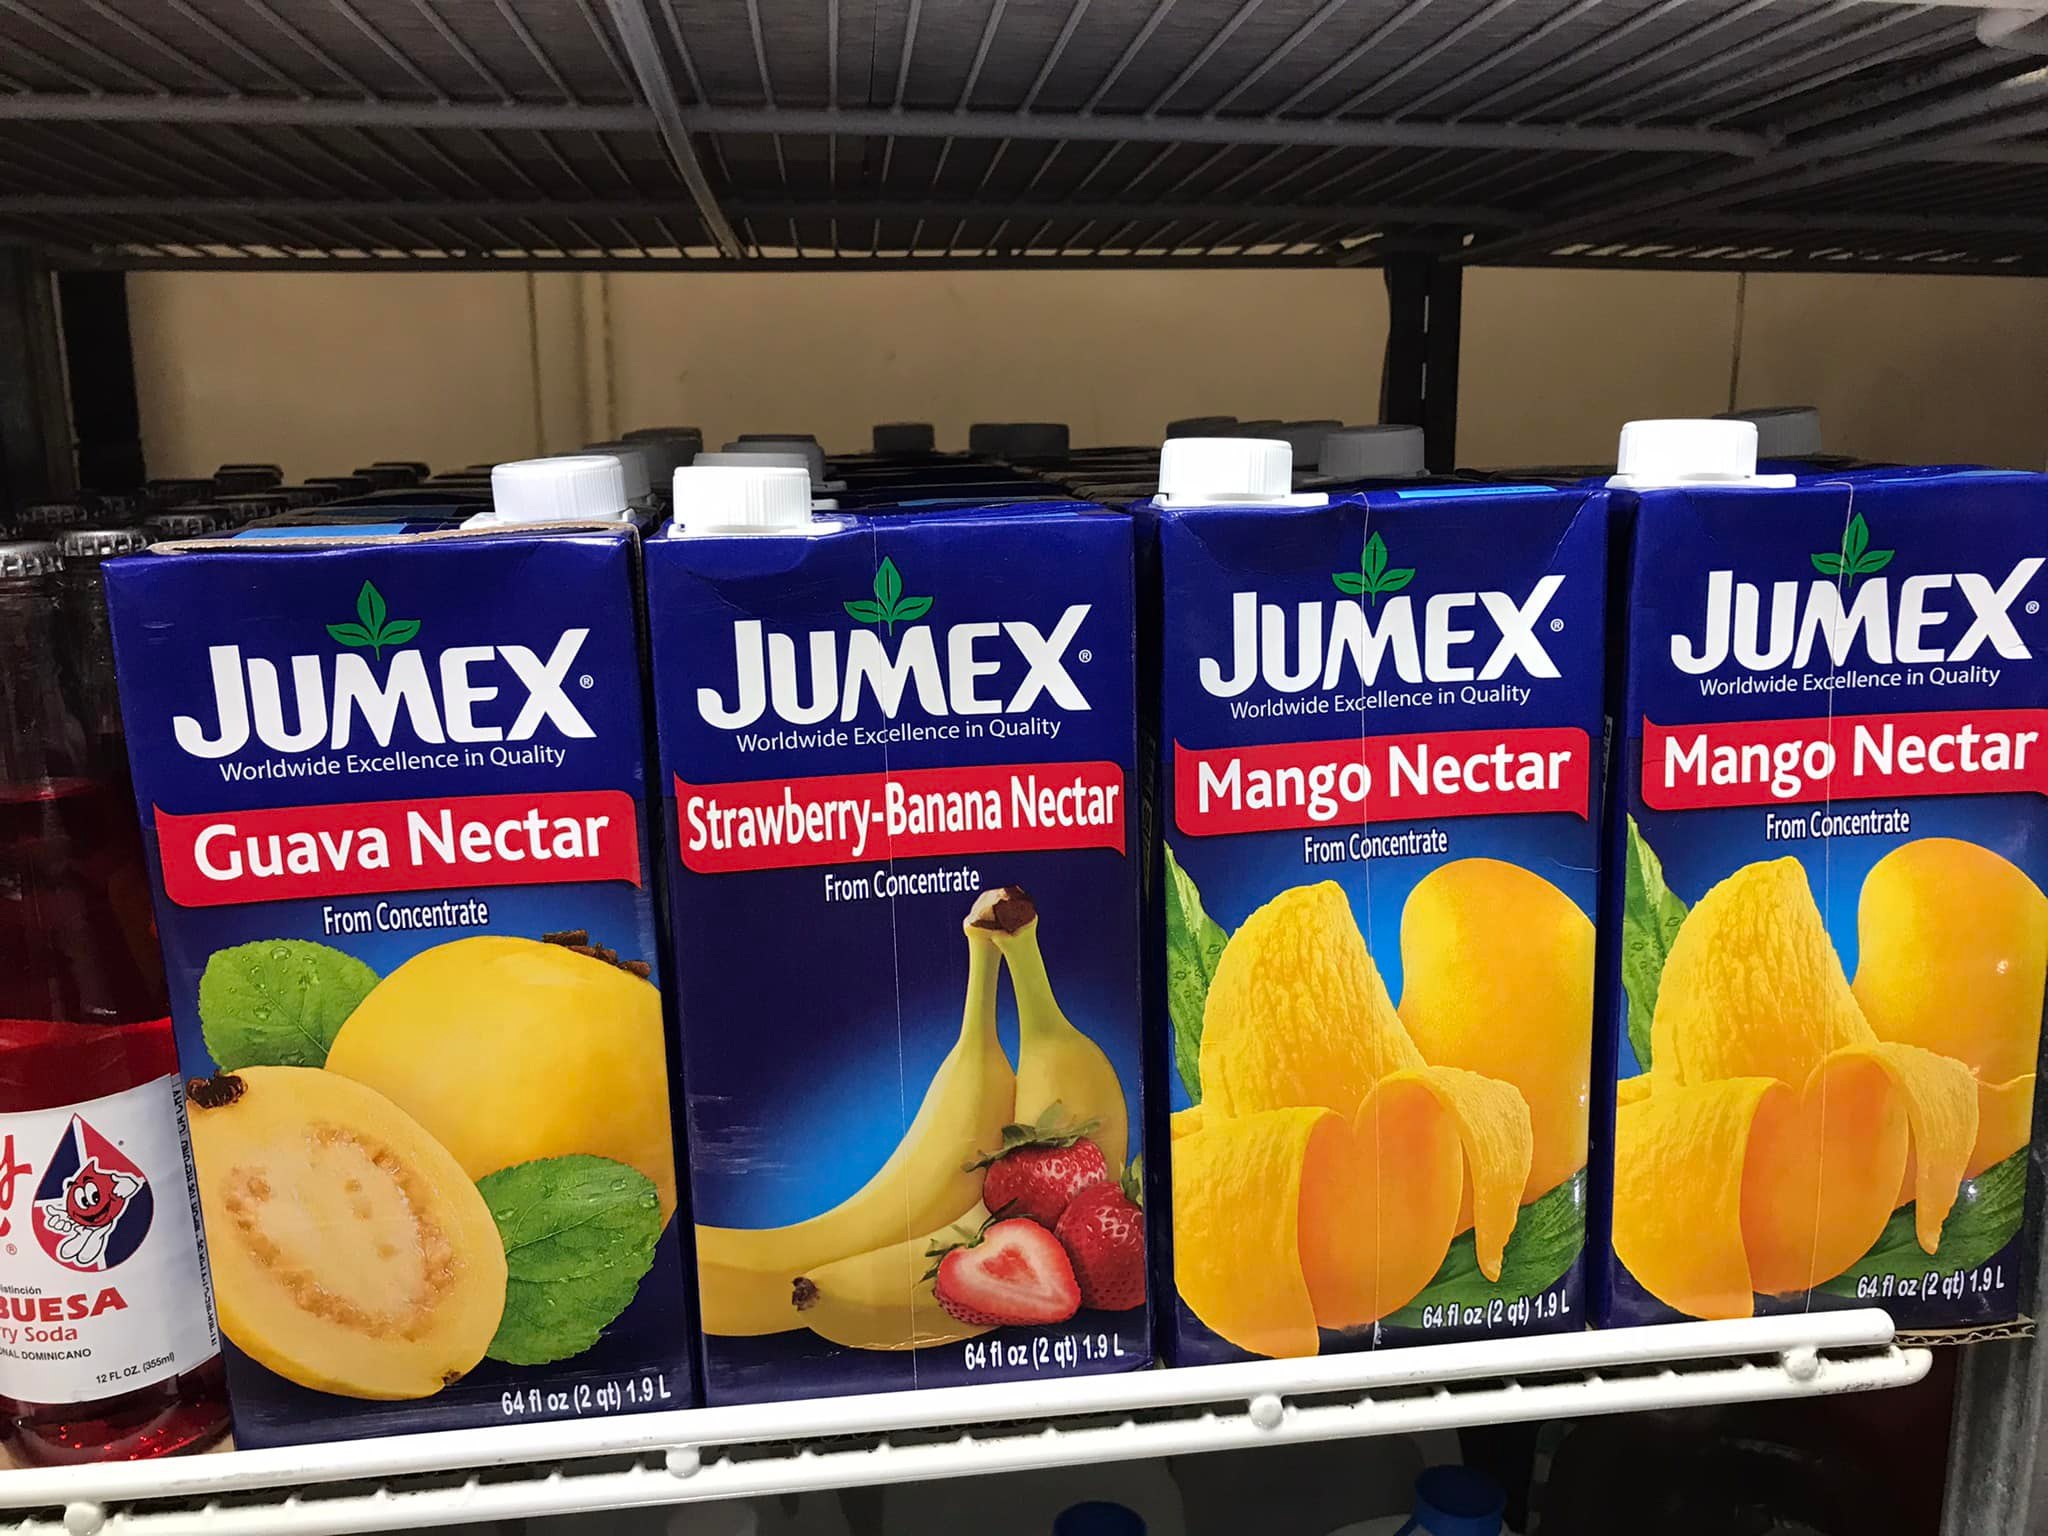 JUMEX®
Worldwide Excellence in Quality
Guava Nectar
From Concentrate
64 fl oz (2 qt) 1.9 L
JUMEX®
Worldwide Excellence in Quality
Strawberry-Banana Nectar
From Concentrate
64 fl oz (2 qt) 1.9 L
JUMEX®
Worldwide Excellence in Quality
Mango Nectar
From Concentrate
64 fl oz (2 qt) 1.9 L
JUMEX®
Worldwide Excellence in Quality
Mango Nectar
From Concentrate
64 fl oz (2 qt) 1.9 L
®
BUESA
ry Soda
NAL DOMINICANO
12 FL OZ. (355ml)